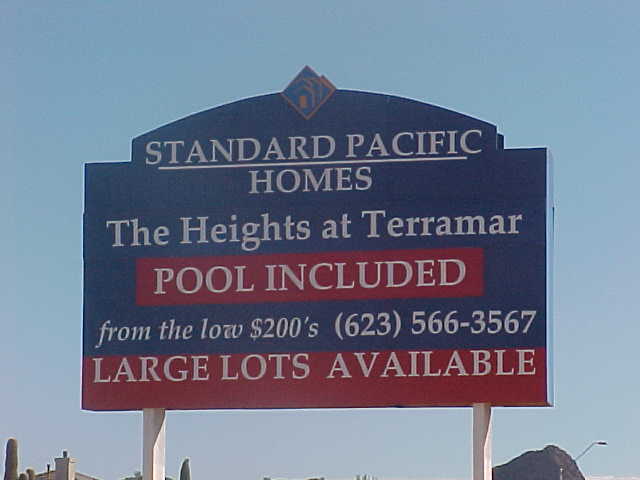 STANDARD PACIFIC
HOMES
The Heights at Terramar
POOL INCLUDED
from the low $200's (623) 566-3567
LARGE LOTS AVAILABLE